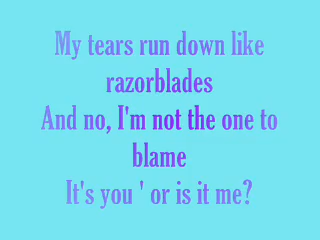 My tears run down like
razorblades
And no, I'm not the one to
blame
It's you ' or is it me?